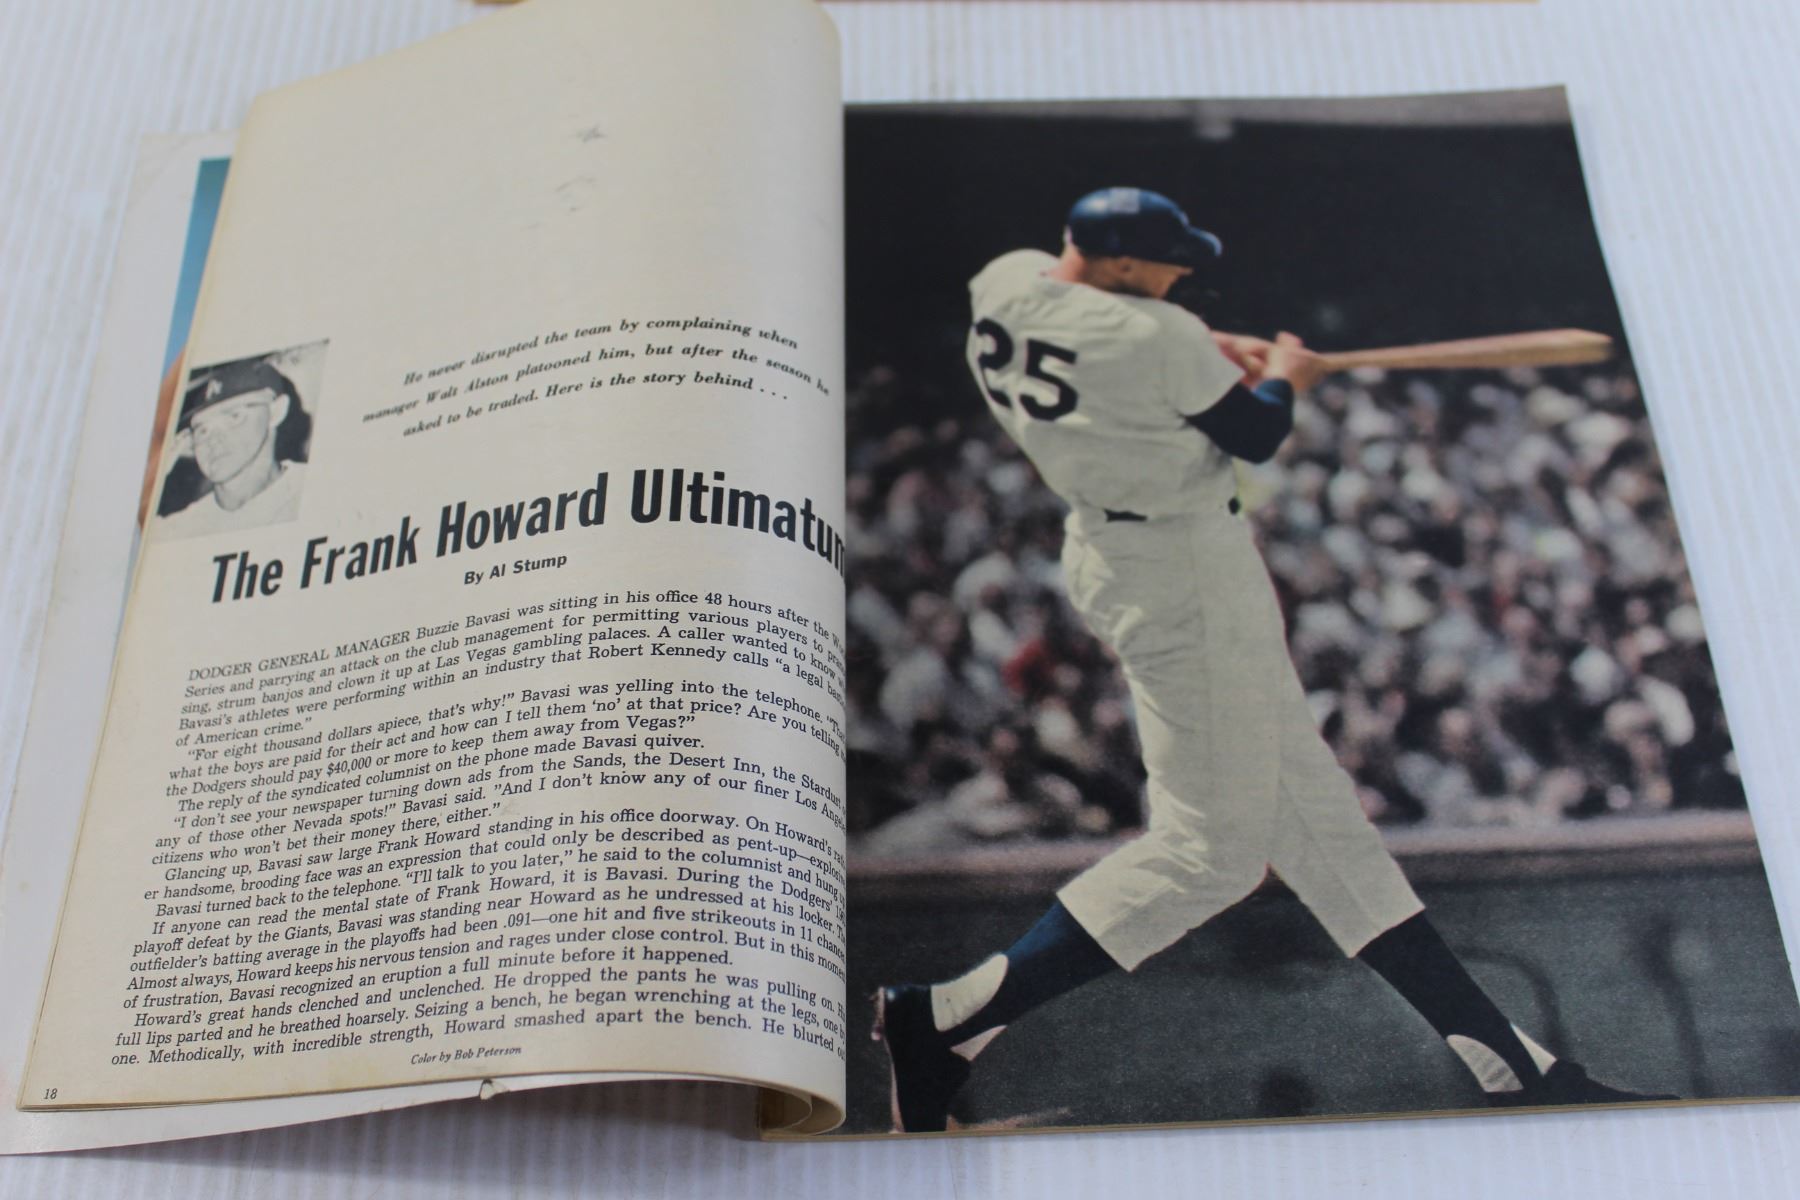 He never disrupted the team by complaining when
manager Walt Alston platooned him, but after the season he
asked to be traded. Here is the story behind . . .
The Frank Howard Ultimatum
By Al Stump
DODGER GENERAL MANAGER Buzzie Bavasi was sitting in his office 48 hours after the
Series and parrying an attack on the club management for permitting various players to
sing, strum banjos and clown it up at Las Vegas gambling palaces. A caller wanted to know
Bavasi's athletes were performing within an industry that Robert Kennedy calls "a legal
of American crime."
"For eight thousand dollars apiece, that's why!" Bavasi was yelling into the telephone.
what the boys are paid for their act and how can I tell them 'no' at that price? Are you telling
the Dodgers should pay $40,000 or more to keep them away from Vegas?"
The reply of the syndicated columnist on the phone made Bavasi quiver.
"I don't see your newspaper turning down ads from the Sands, the Desert Inn, the Stardust
any of those other Nevada spots!" Bavasi said. "And I don't know any of our finer Los Angeles
citizens who won't bet their money there, either."
Glancing up, Bavasi saw large Frank Howard standing in his office doorway. On Howard's
er handsome, brooding face was an expression that could only be described as pent-up—explosive
Bavasi turned back to the telephone. "I'll talk to you later," he said to the columnist and hung
If anyone can read the mental state of Frank Howard, it is Bavasi. During the Dodgers'
playoff defeat by the Giants, Bavasi was standing near Howard as he undressed at his locker.
outfielder's batting average in the playoffs had been .091—one hit and five strikeouts in 11
Almost always, Howard keeps his nervous tension and rages under close control. But in this
of frustration, Bavasi recognized an eruption a full minute before it happened.
Howard's great hands clenched and unclenched. He dropped the pants he was pulling on.
full lips parted and he breathed hoarsely. Seizing a bench, he began wrenching at the legs, one
one. Methodically, with incredible strength, Howard smashed apart the bench. He blurted
Color by Bob Peterson
18
LA
25